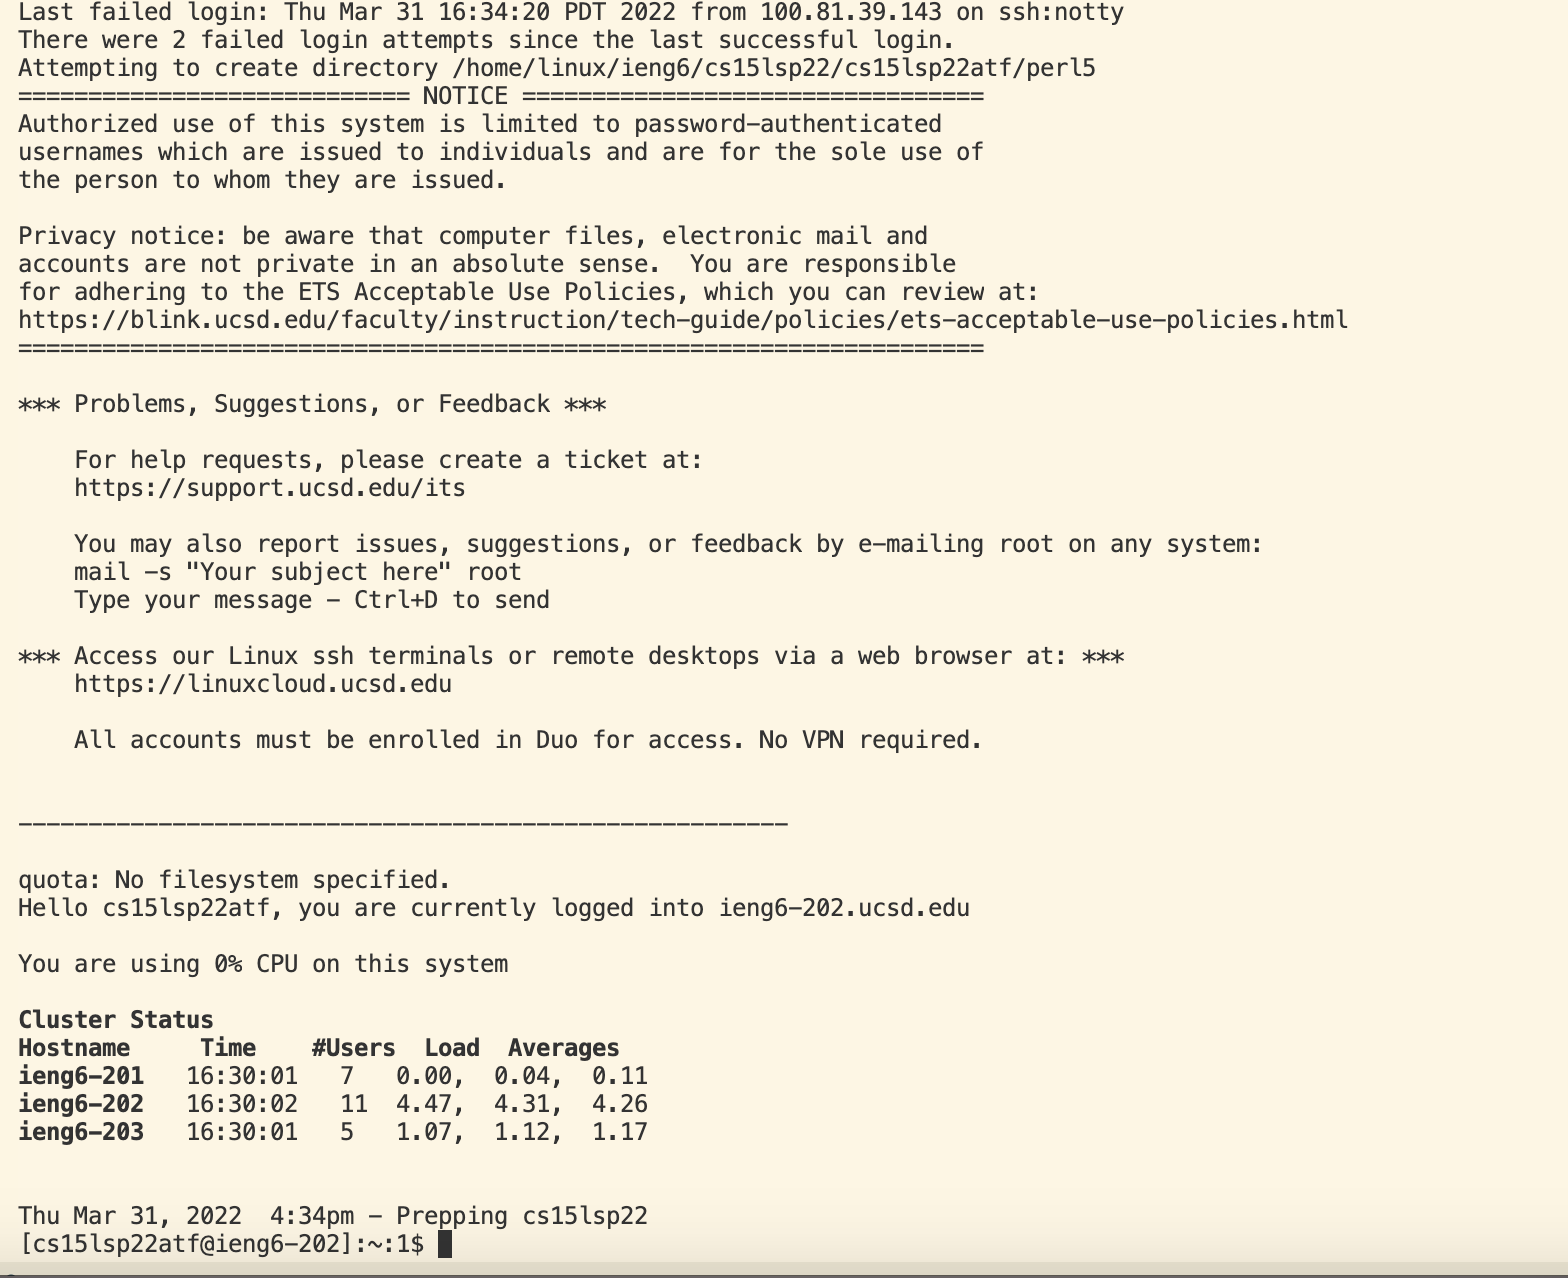 Last failed login: Thu Mar 31 16:34:20 PDT 2022 from 100.81.39.143 on ssh:notty
There were 2 failed login attempts since the last successful login.
Attempting to create directory /home/linux/ieng6/cs15lsp22/cs15lsp22atf/perl5
============================ NOTICE =================================
Authorized use of this system is limited to password-authenticated
usernames which are issued to individuals and are for the sole use of
the person to whom they are issued.

Privacy notice: be aware that computer files, electronic mail and
accounts are not private in an absolute sense.  You are responsible
for adhering to the ETS Acceptable Use Policies, which you can review at:
https://blink.ucsd.edu/faculty/instruction/tech-guide/policies/ets-acceptable-use-policies.html
=====================================================================

*** Problems, Suggestions, or Feedback ***

    For help requests, please create a ticket at:
    https://support.ucsd.edu/its

    You may also report issues, suggestions, or feedback by e-mailing root on any system:
    mail -s "Your subject here" root
    Type your message - Ctrl+D to send

*** Access our Linux ssh terminals or remote desktops via a web browser at: ***
    https://linuxcloud.ucsd.edu

    All accounts must be enrolled in Duo for access. No VPN required.


-------------------------------------------------------

quota: No filesystem specified.
Hello cs15lsp22atf, you are currently logged into ieng6-202.ucsd.edu

You are using 0% CPU on this system

Cluster Status
Hostname     Time    #Users  Load  Averages
ieng6-201   16:30:01   7   0.00,  0.04,  0.11
ieng6-202   16:30:02   11  4.47,  4.31,  4.26
ieng6-203   16:30:01   5   1.07,  1.12,  1.17


Thu Mar 31, 2022  4:34pm - Prepping cs15lsp22
[cs15lsp22atf@ieng6-202]:~:1$